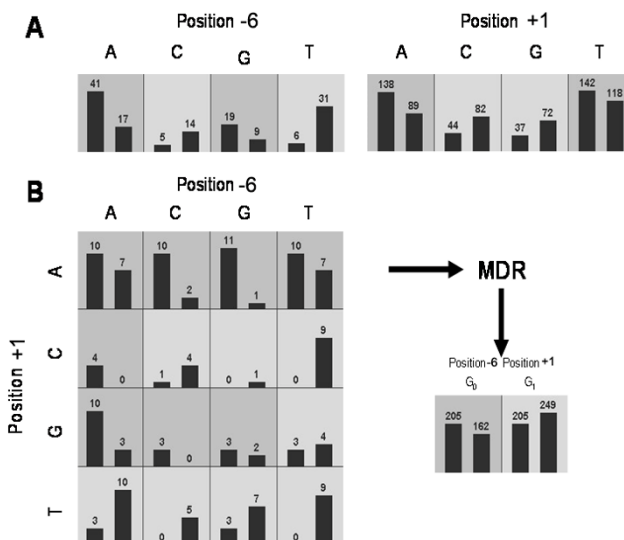 A
Position -6
Position +1
A C G T
A C G T
41 17 5 14 19 9 6 31
138 89 44 82 37 72 142 118
B
Position -6
A C G T
Position +1
A
10 7 10 2 11 1 10 7
C
4 0 1 4 0 1 0 9
G
10 3 3 0 3 2 3 4
T
3 10 0 5 3 7 0 9
MDR
Position-6 Position+1
G0 G1
205 162 205 249